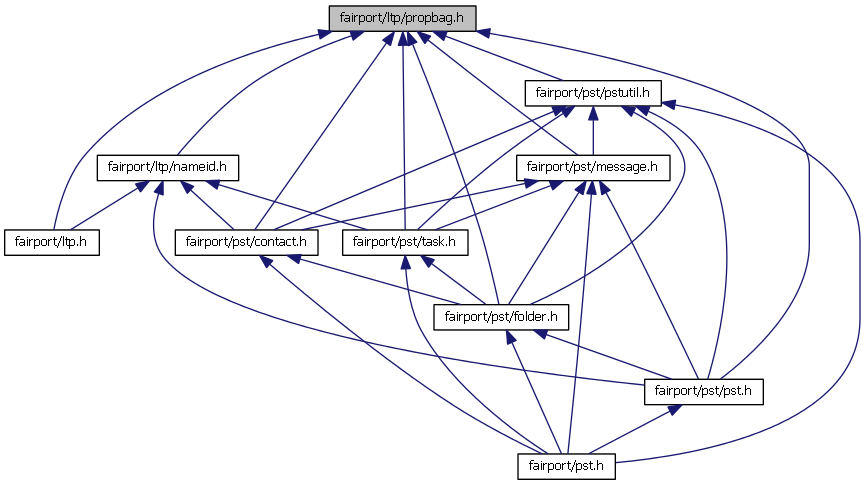 fairport/ltp/propbag.h
fairport/pst/pstutil.h
fairport/ltp/nameid.h
fairport/pst/message.h
fairport/ltp.h
fairport/pst/contact.h
fairport/pst/task.h
fairport/pst/folder.h
fairport/pst/pst.h
fairport/pst.h